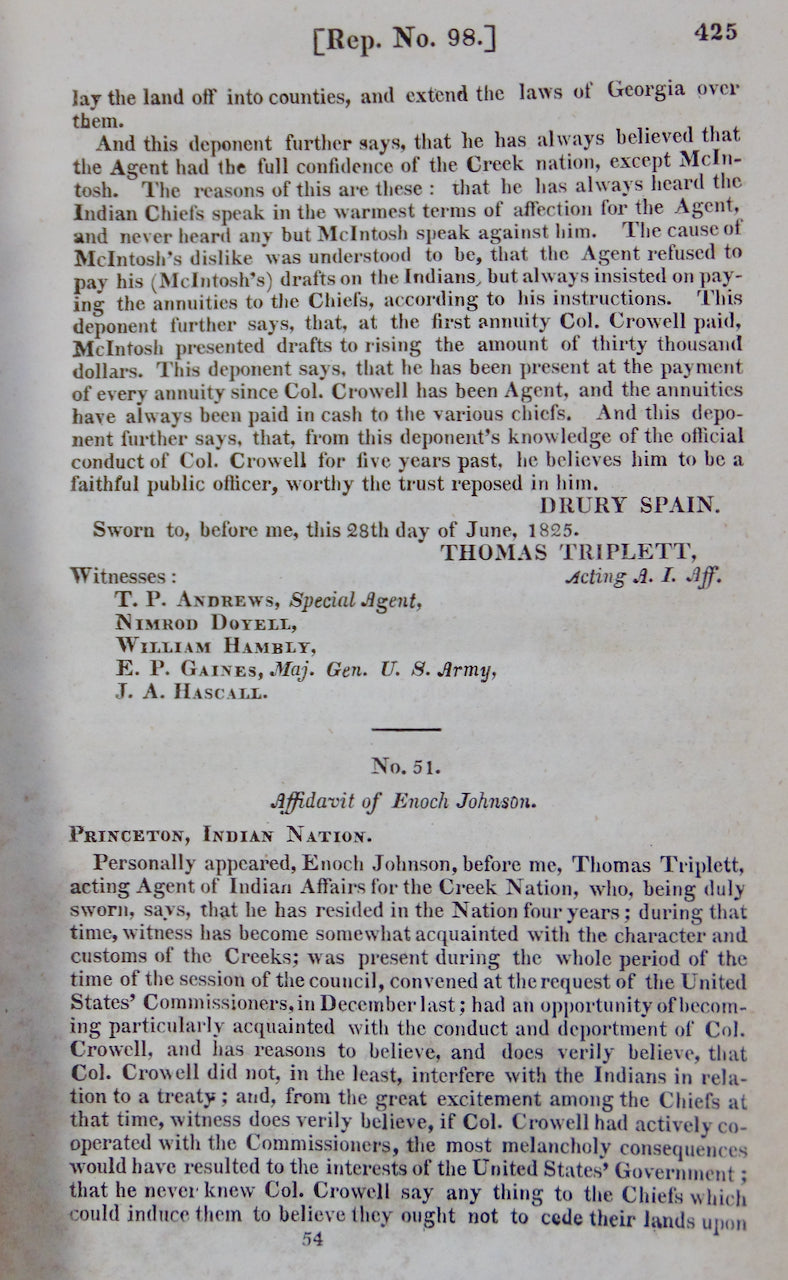 [Rep. No. 98.]
425
lay the land off into counties, and extend the laws of Georgia over
them.
And this deponent further says, that he has always believed that
the Agent had the full confidence of the Creek nation, except McIn-
tosh. The reasons of this are these : that he has always heard the
Indian Chiefs speak in the warmest terms of affection for the Agent,
and never heard any but McIntosh speak against him. The cause of
McIntosh's dislike was understood to be, that the Agent refused to
pay his (McIntosh's) drafts on the Indians, but always insisted on pay-
ing the annuities to the Chiefs, according to his instructions. This
deponent further says, that, at the first annuity Col. Crowell paid,
McIntosh presented drafts to rising the amount of thirty thousand
dollars. This deponent says, that he has been present at the payment
of every annuity since Col. Crowell has been Agent, and the annuities
have always been paid in cash to the various chiefs. And this depo-
nent further says, that, from this deponent's knowledge of the official
conduct of Col. Crowell for five years past, he believes him to be a
faithful public officer, worthy the trust reposed in him.
DRURY SPAIN.
Sworn to, before me, this 28th day of June, 1825.
THOMAS TRIPLETT,
Witnesses : Acting A. I. Aff.
T. P. Andrews, Special Agent,
Nimrod Doyell,
William Hambly,
E. P. Gaines, Maj. Gen. U. S. Army,
J. A. Hascall.
No. 51.
Affidavit of Enoch Johnson.
Princeton, Indian Nation.
Personally appeared, Enoch Johnson, before me, Thomas Triplett,
acting Agent of Indian Affairs for the Creek Nation, who, being duly
sworn, says, that he has resided in the Nation four years ; during that
time, witness has become somewhat acquainted with the character and
customs of the Creeks; was present during the whole period of the
time of the session of the council, convened at the request of the United
States' Commissioners, in December last ; had an opportunity of becom-
ing particularly acquainted with the conduct and deportment of Col.
Crowell, and has reasons to believe, and does verily believe, that
Col. Crowell did not, in the least, interfere with the Indians in rela-
tion to a treaty ; and, from the great excitement among the Chiefs at
that time, witness does verily believe, if Col. Crowell had actively co-
operated with the Commissioners, the most melancholy consequences
would have resulted to the interests of the United States' Government ;
that he never knew Col. Crowell say any thing to the Chiefs which
could induce them to believe they ought not to cede their lands upon
54